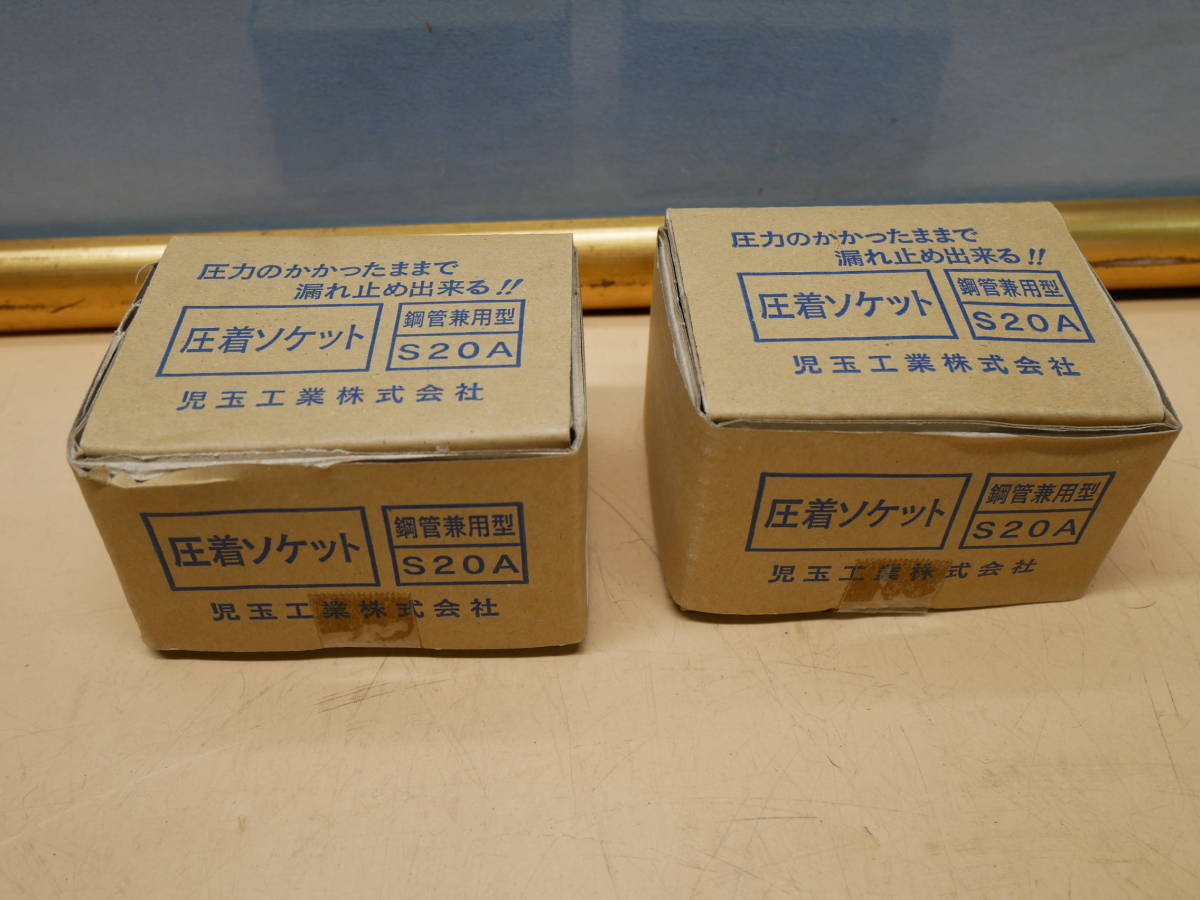 圧力のかかったままで
漏れ止め出来る!!
圧着ソケット
鋼管兼用型
S20A
児玉工業株式会社
圧着ソケット
鋼管兼用型
S20A
児玉工業株式会社
圧力のかかったままで
漏れ止め出来る!!
圧着ソケット
鋼管兼用型
S20A
児玉工業株式会社
圧着ソケット
鋼管兼用型
S20A
児玉工業株式会社